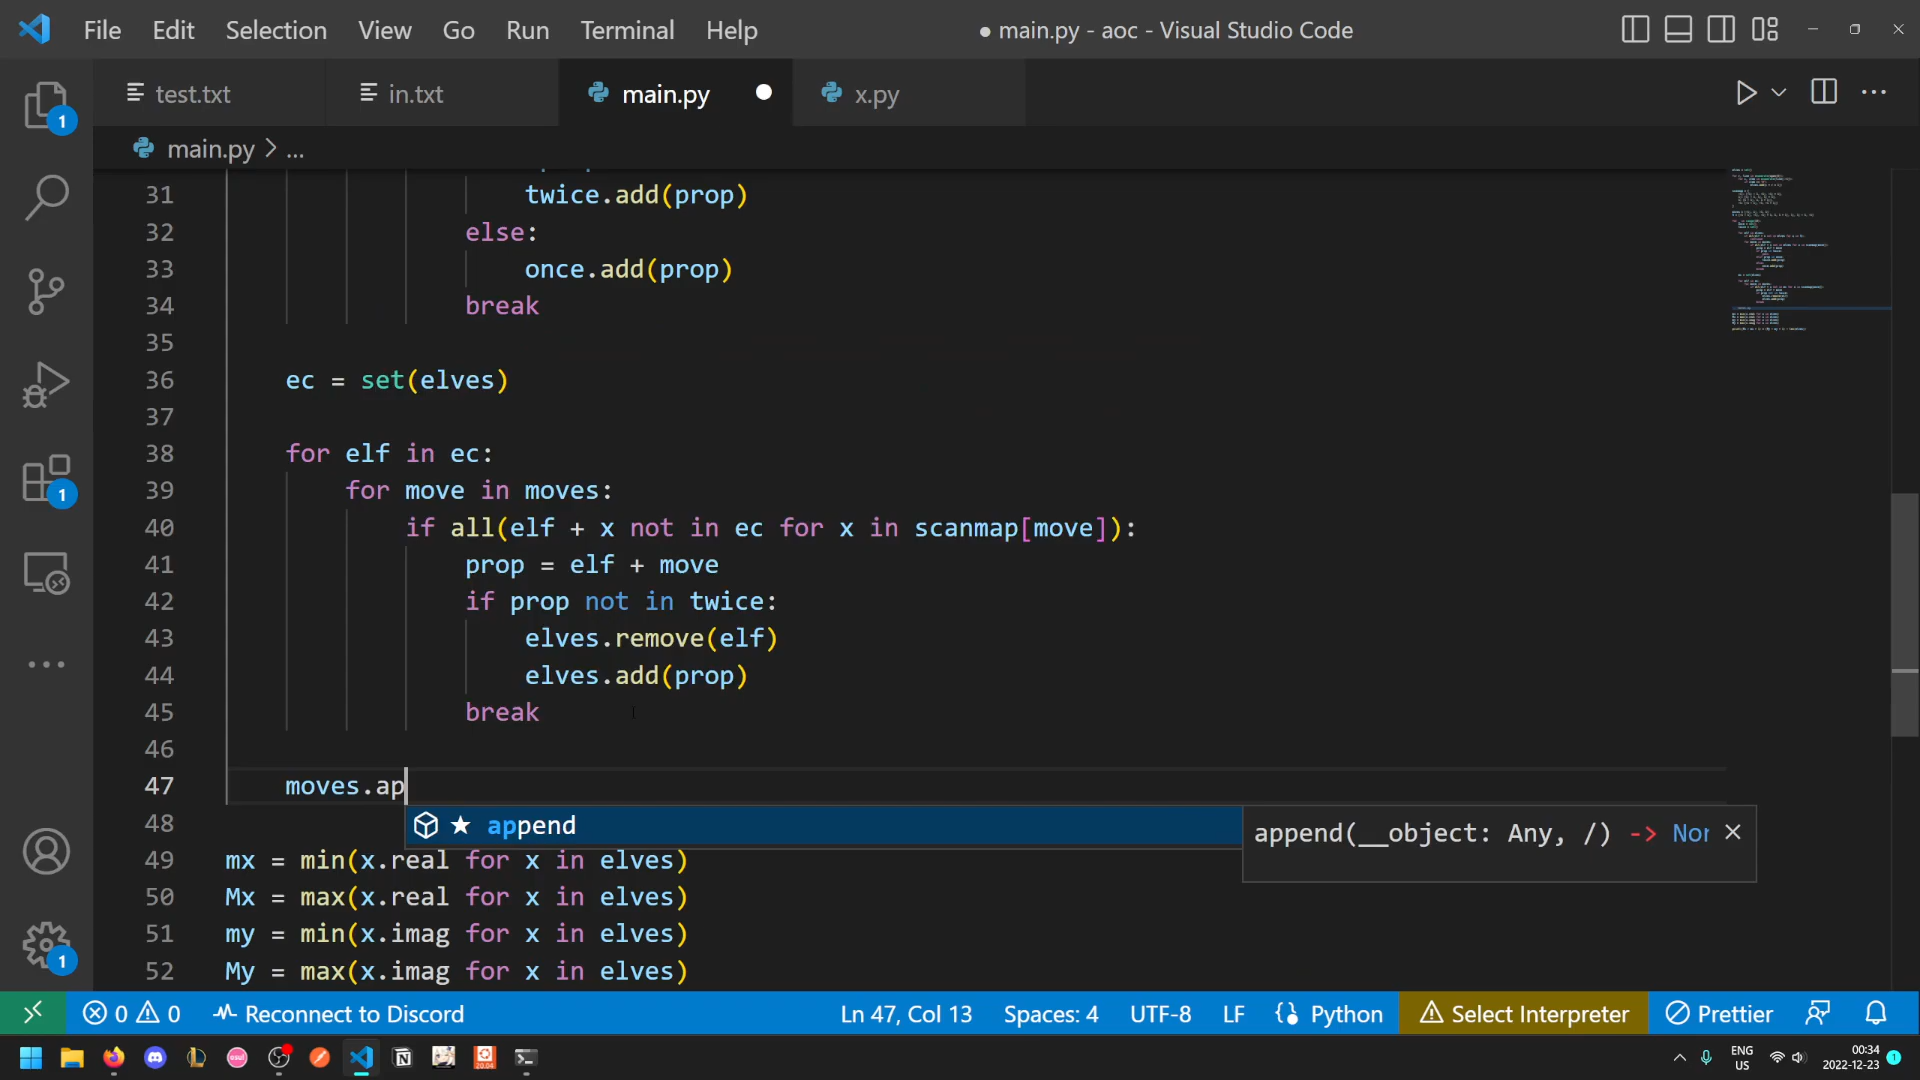 File Edit Selection View Go Run Terminal Help ● main.py - aoc - Visual Studio Code
test.txt in.txt main.py x.py
main.py > ...
31 twice.add(prop)
32 else:
33 once.add(prop)
34 break
35
36 ec = set(elves)
37
38 for elf in ec:
39 for move in moves:
40 if all(elf + x not in ec for x in scanmap[move]):
41 prop = elf + move
42 if prop not in twice:
43 elves.remove(elf)
44 elves.add(prop)
45 break
46
47 moves.ap
48 append append(__object: Any, /) -> Nor
49 mx = min(x.real for x in elves)
50 Mx = max(x.real for x in elves)
51 my = min(x.imag for x in elves)
52 My = max(x.imag for x in elves)
1
1
1
0 0 Reconnect to Discord Ln 47, Col 13 Spaces: 4 UTF-8 LF Python Select Interpreter Prettier
ENG
US
00:34
2022-12-23
1
20.04